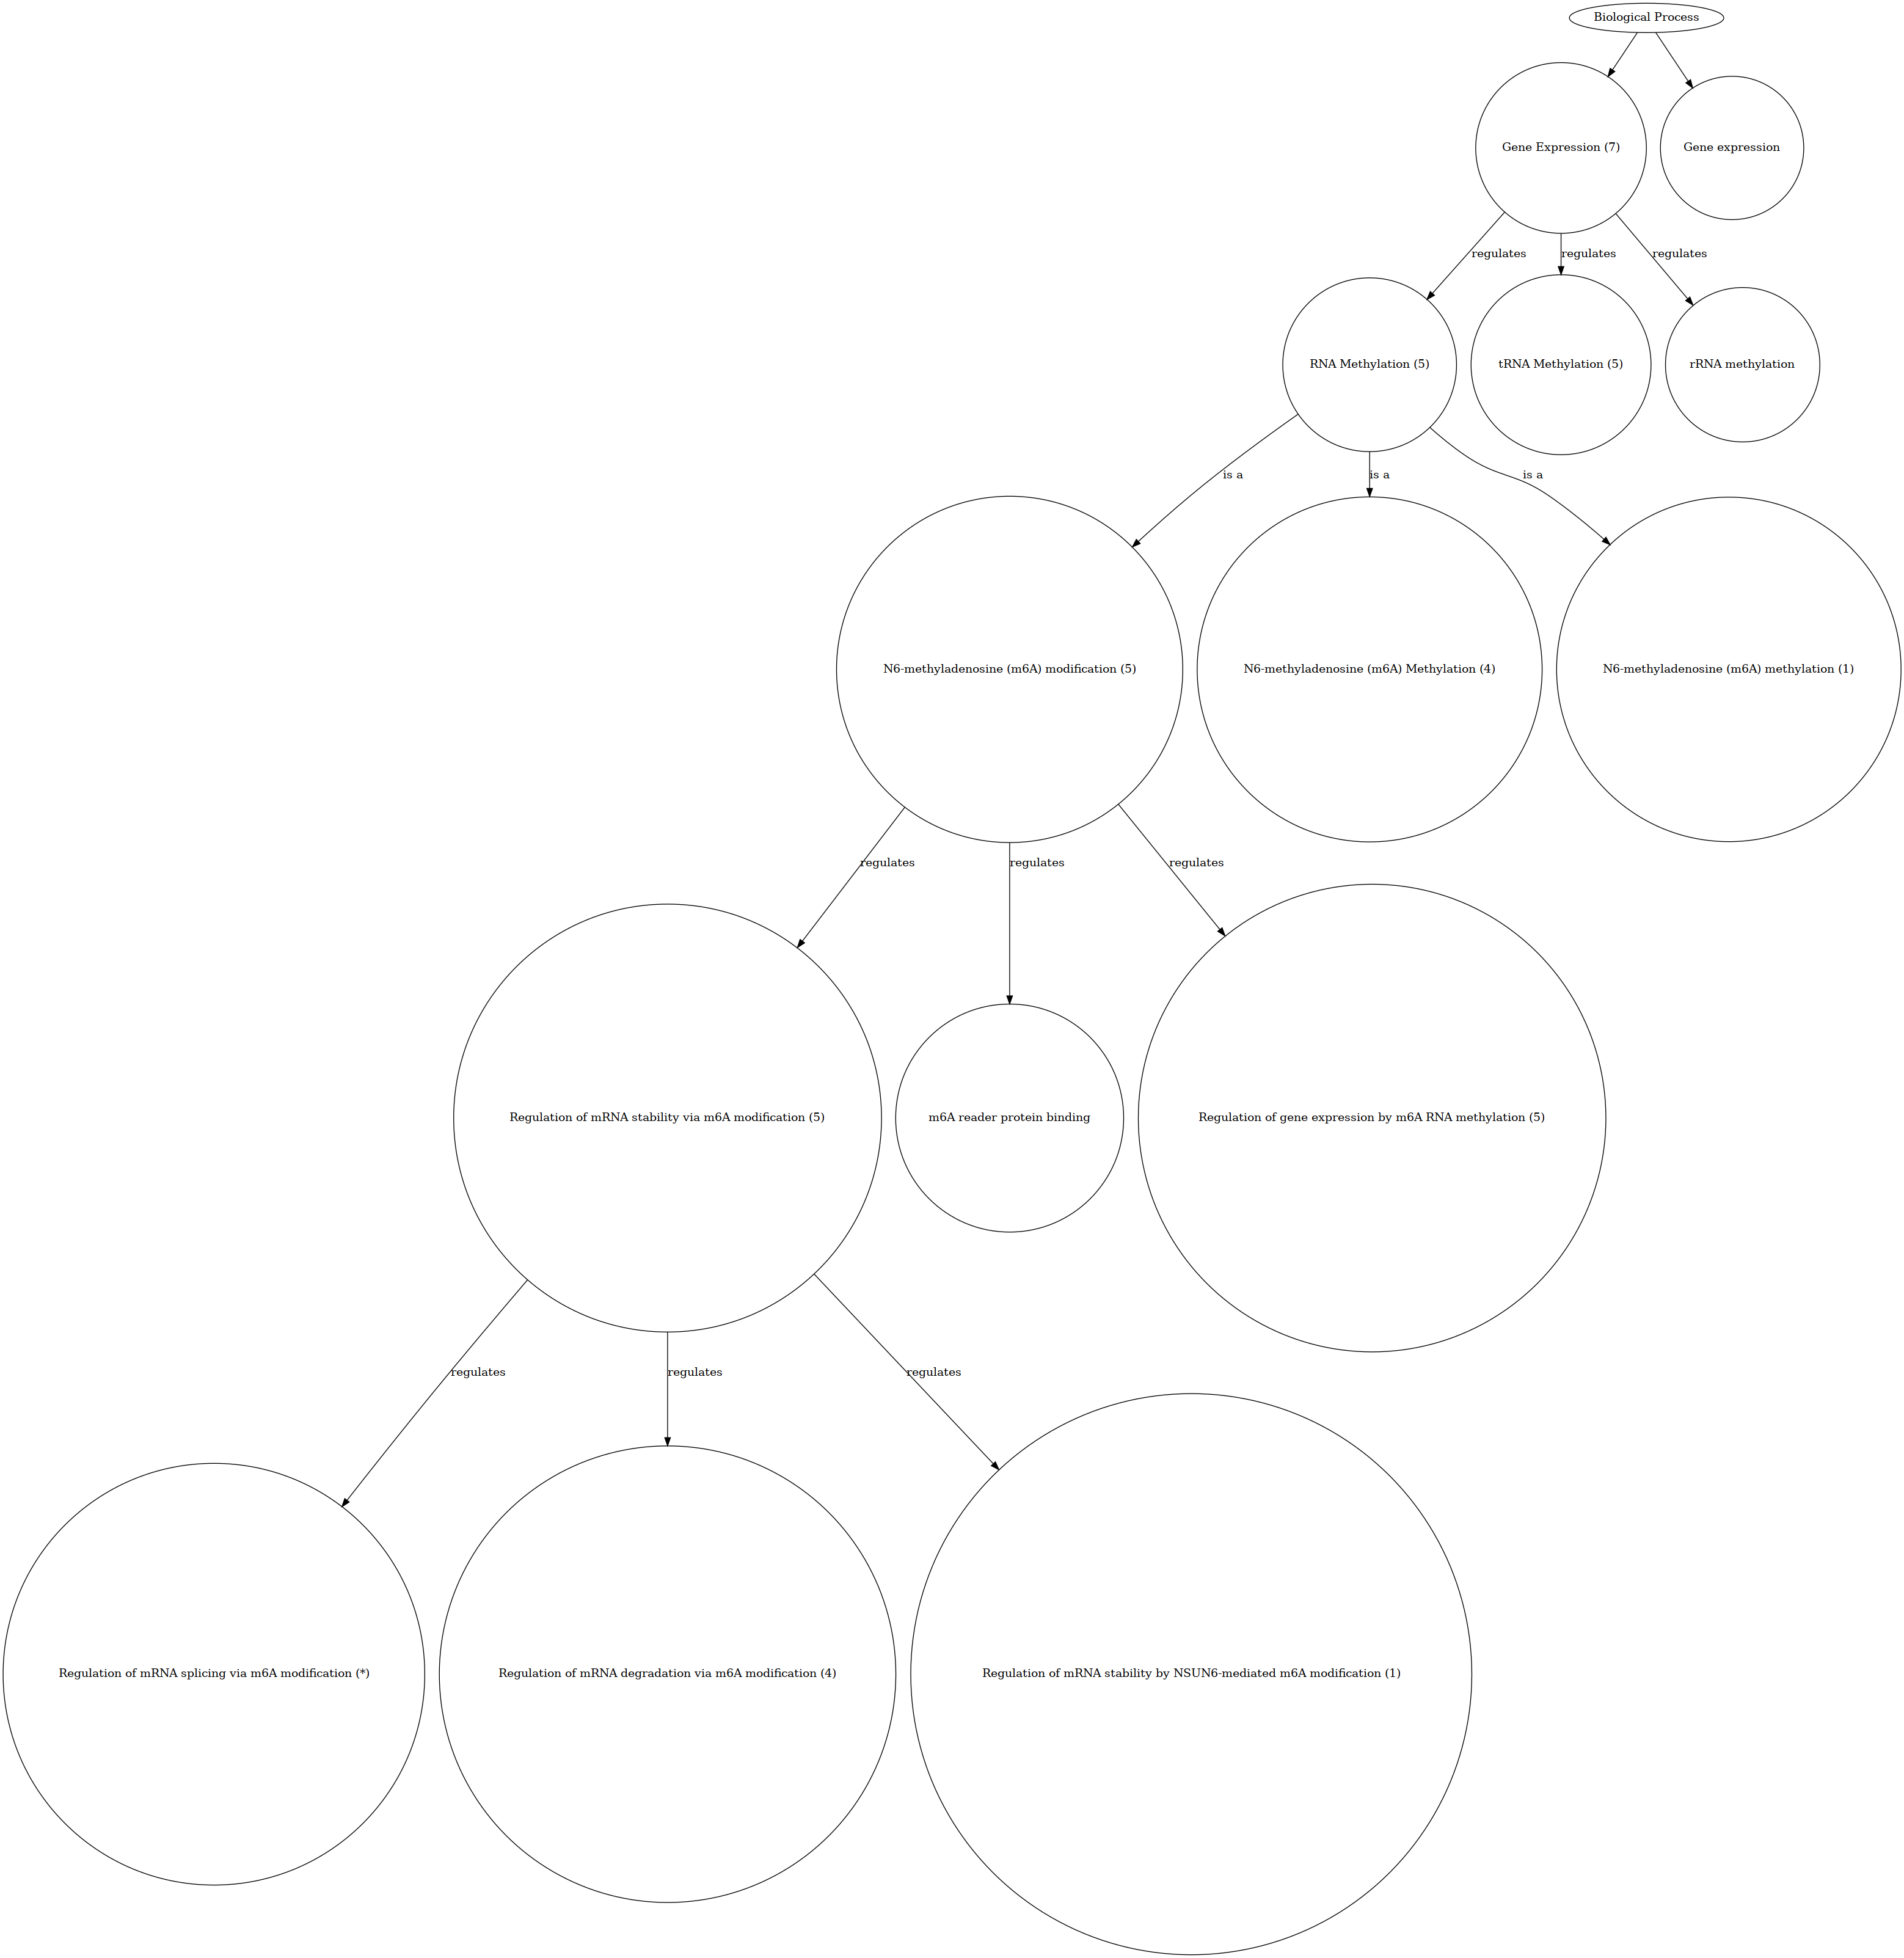 Biological Process
Gene Expression (7)
Gene expression
regulates
regulates
regulates
RNA Methylation (5)
tRNA Methylation (5)
rRNA methylation
is a
is a
is a
N6-methyladenosine (m6A) modification (5)
N6-methyladenosine (m6A) Methylation (4)
N6-methyladenosine (m6A) methylation (1)
regulates
regulates
regulates
Regulation of mRNA stability via m6A modification (5)
m6A reader protein binding
Regulation of gene expression by m6A RNA methylation (5)
regulates
regulates
regulates
Regulation of mRNA splicing via m6A modification (*)
Regulation of mRNA degradation via m6A modification (4)
Regulation of mRNA stability by NSUN6-mediated m6A modification (1)